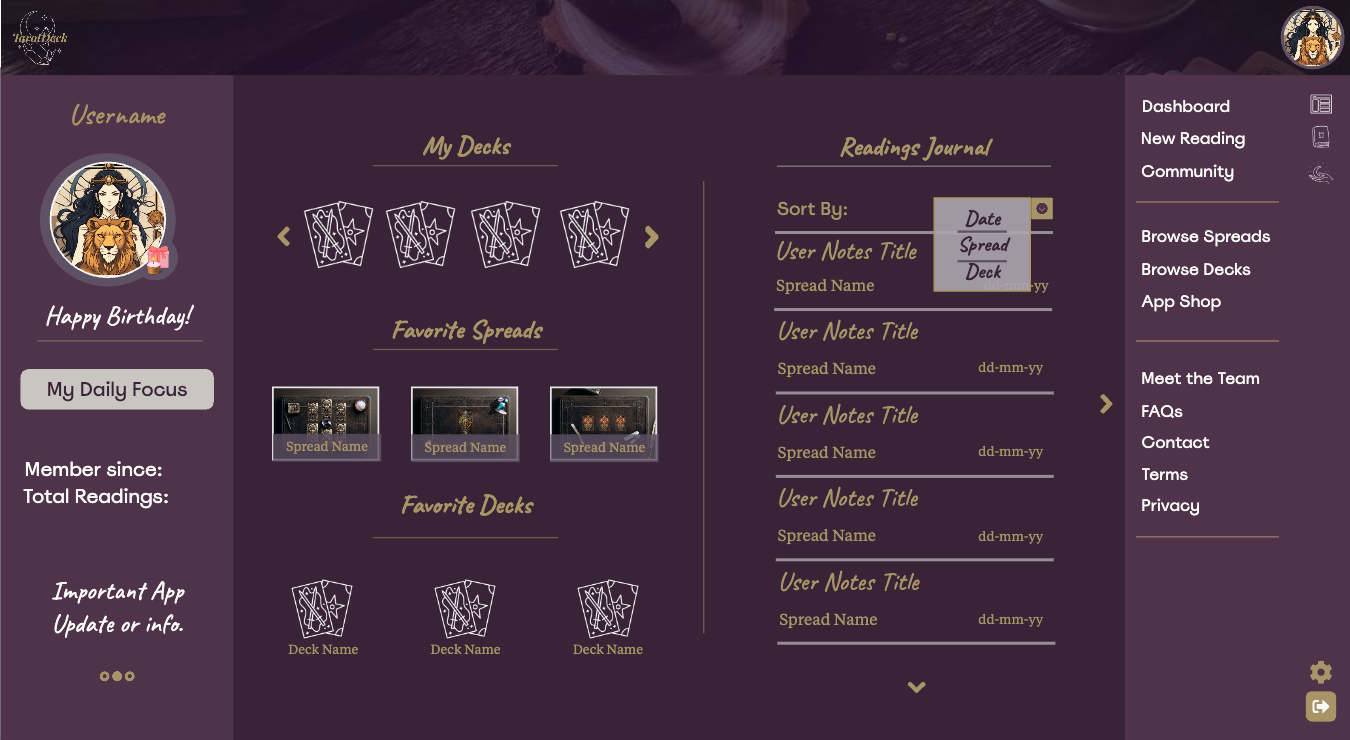 TarotDeck
Username
Happy Birthday!
My Daily Focus
Member since:
Total Readings:
Important App
Update or info.
My Decks
Favorite Spreads
Spread Name
Spread Name
Spread Name
Favorite Decks
Deck Name
Deck Name
Deck Name
Readings Journal
Sort By:
Date
Spread
Deck
User Notes Title
Spread Name dd-mm-yy
User Notes Title
Spread Name dd-mm-yy
User Notes Title
Spread Name dd-mm-yy
User Notes Title
Spread Name dd-mm-yy
User Notes Title
Spread Name dd-mm-yy
Dashboard
New Reading
Community
Browse Spreads
Browse Decks
App Shop
Meet the Team
FAQs
Contact
Terms
Privacy